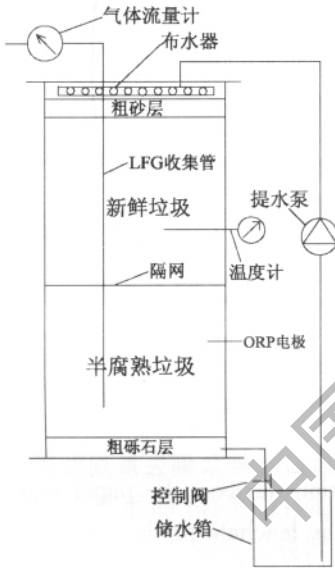 气体流量计
布水器
粗砂层
LFG收集管
新鲜垃圾
提水泵
温度计
隔网
ORP电极
半腐熟垃圾
粗砾石层
控制阀
储水箱
中国